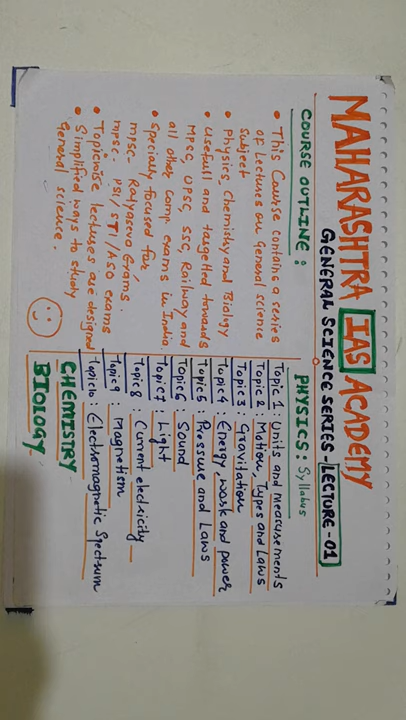 MAHARASHTRA IAS ACADEMY
GENERAL SCIENCE SERIES - LECTURE - 01
COURSE OUTLINE :
• This Course contains a series
of Lectures on General science
Subject
• Physics, Chemistry and Biology
• Usefull and targetted towards
MPSC, UPSC, SSC, Railway and
all other comp. exams in India
• Specially focused for
mpsc - Rajyaseva Exams.
mpsc - PSI/STI/ASO exams
• Topicwise lectures are designed
• Simplified ways to study
General science.
PHYSICS : Syllabus
Topic 1 : Units and measurements
Topic 2 : Motion, Types and Laws
Topic 3 : Gravitation
Topic 4 : Energy, work and power
Topic 5 : Pressure and Laws
Topic 6 : Sound
Topic 7 : Light
Topic 8 : Current electricity
Topic 9 : Magnetism
Topic 10 : Electromagnetic Spectrum
CHEMISTRY
BIOLOGY